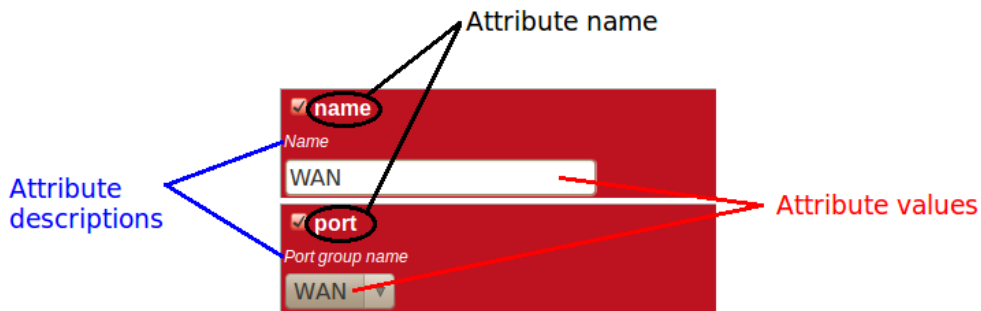 Attribute name
name
Name
WAN
Attribute
descriptions
Attribute values
port
Port group name
WAN